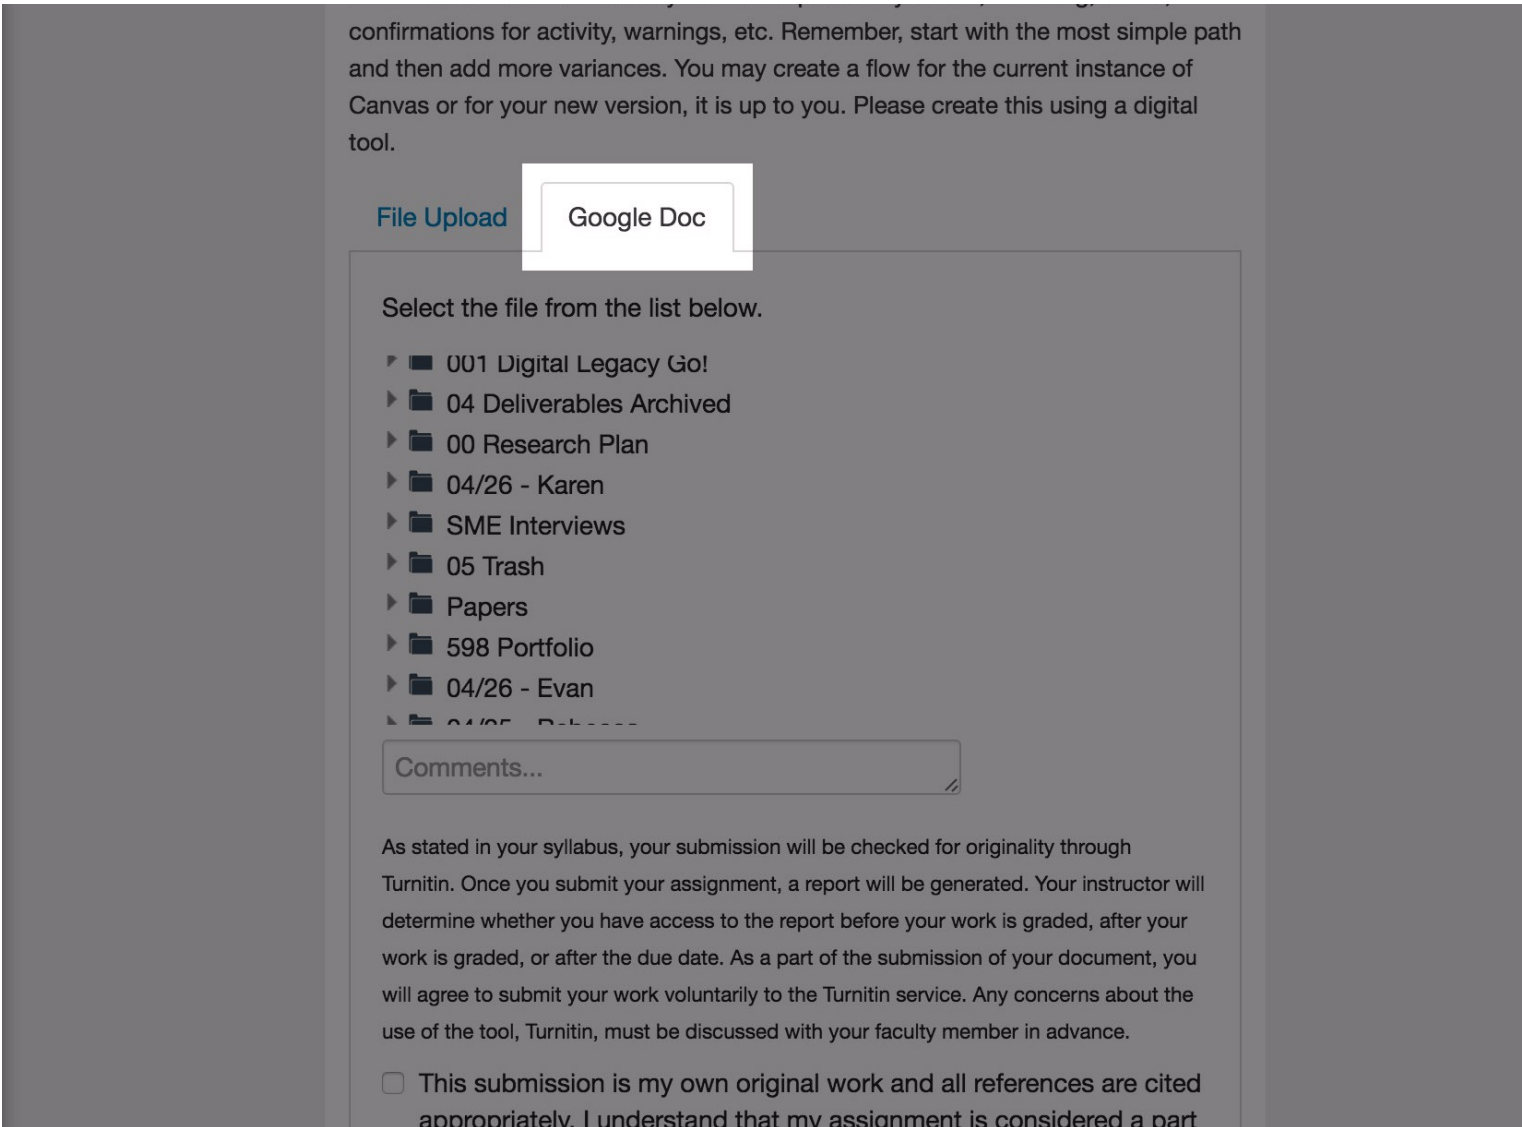 confirmations for activity, warnings, etc. Remember, start with the most simple path
and then add more variances. You may create a flow for the current instance of
Canvas or for your new version, it is up to you. Please create this using a digital
tool.
File Upload
Google Doc
Select the file from the list below.
001 Digital Legacy Go!
04 Deliverables Archived
00 Research Plan
04/26 - Karen
SME Interviews
05 Trash
Papers
598 Portfolio
04/26 - Evan
Comments...
As stated in your syllabus, your submission will be checked for originality through
Turnitin. Once you submit your assignment, a report will be generated. Your instructor will
determine whether you have access to the report before your work is graded, after your
work is graded, or after the due date. As a part of the submission of your document, you
will agree to submit your work voluntarily to the Turnitin service. Any concerns about the
use of the tool, Turnitin, must be discussed with your faculty member in advance.
This submission is my own original work and all references are cited
appropriately. I understand that my assignment is considered a part